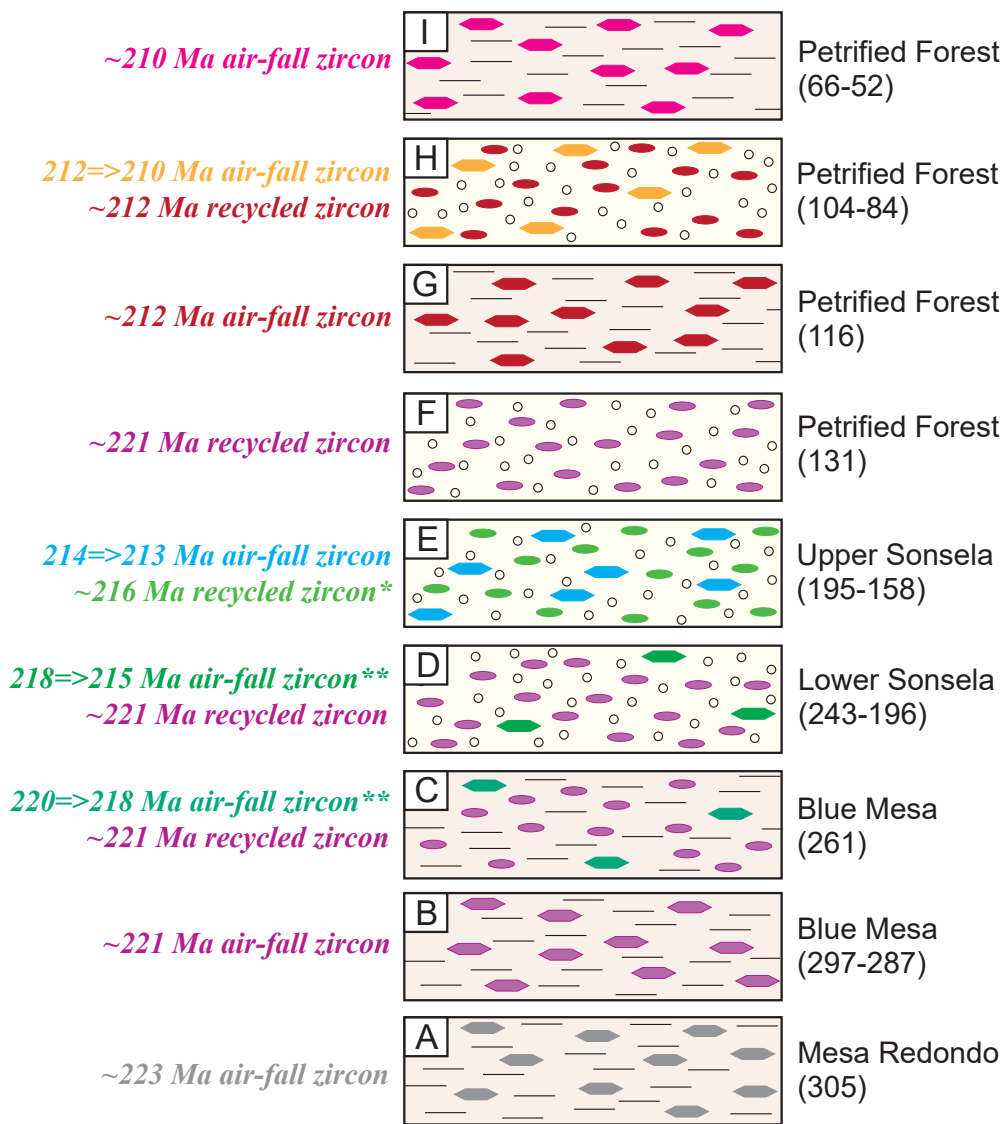 ~210 Ma air-fall zircon
I
Petrified Forest
(66-52)
212=>210 Ma air-fall zircon
~212 Ma recycled zircon
H
Petrified Forest
(104-84)
~212 Ma air-fall zircon
G
Petrified Forest
(116)
~221 Ma recycled zircon
F
Petrified Forest
(131)
214=>213 Ma air-fall zircon
~216 Ma recycled zircon*
E
Upper Sonsela
(195-158)
218=>215 Ma air-fall zircon**
~221 Ma recycled zircon
D
Lower Sonsela
(243-196)
220=>218 Ma air-fall zircon**
~221 Ma recycled zircon
C
Blue Mesa
(261)
~221 Ma air-fall zircon
B
Blue Mesa
(297-287)
~223 Ma air-fall zircon
A
Mesa Redondo
(305)